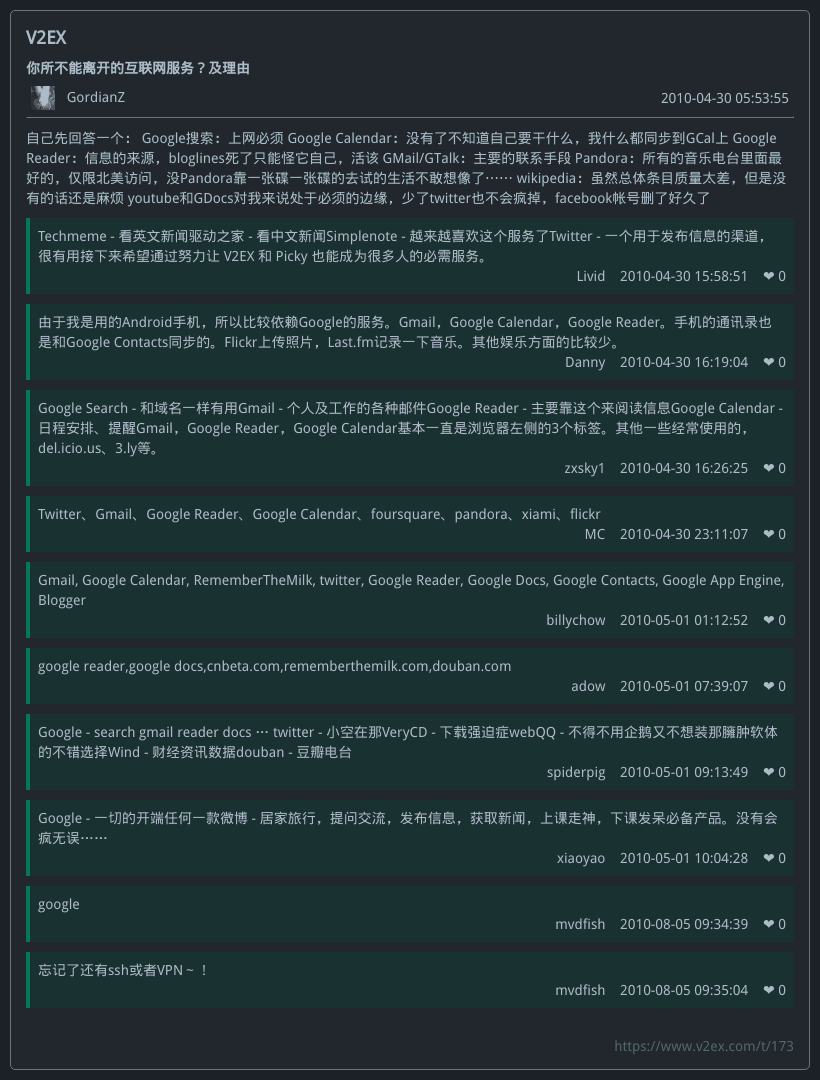 V2EX
你所不能离开的互联网服务？及理由
GordianZ 2010-04-30 05:53:55
自己先回答一个： Google搜索：上网必须 Google Calendar：没有了不知道自己要干什么，我什么都同步到GCal上 Google
Reader：信息的来源，bloglines死了只能怪它自己，活该 GMail/GTalk：主要的联系手段 Pandora：所有的音乐电台里面最
好的，仅限北美访问，没Pandora靠一张碟一张碟的去试的生活不敢想像了…… wikipedia：虽然总体条目质量太差，但是没
有的话还是麻烦 youtube和GDocs对我来说处于必须的边缘，少了twitter也不会疯掉，facebook帐号删了好久了
Techmeme - 看英文新闻驱动之家 - 看中文新闻Simplenote - 越来越喜欢这个服务了Twitter - 一个用于发布信息的渠道，
很有用接下来希望通过努力让 V2EX 和 Picky 也能成为很多人的必需服务。
Livid 2010-04-30 15:58:51 ❤ 0
由于我是用的Android手机，所以比较依赖Google的服务。Gmail，Google Calendar，Google Reader。手机的通讯录也
是和Google Contacts同步的。Flickr上传照片，Last.fm记录一下音乐。其他娱乐方面的比较少。
Danny 2010-04-30 16:19:04 ❤ 0
Google Search - 和域名一样有用Gmail - 个人及工作的各种邮件Google Reader - 主要靠这个来阅读信息Google Calendar -
日程安排、提醒Gmail，Google Reader，Google Calendar基本一直是浏览器左侧的3个标签。其他一些经常使用的，
del.icio.us、3.ly等。
zxsky1 2010-04-30 16:26:25 ❤ 0
Twitter、Gmail、Google Reader、Google Calendar、foursquare、pandora、xiami、flickr
MC 2010-04-30 23:11:07 ❤ 0
Gmail, Google Calendar, RememberTheMilk, twitter, Google Reader, Google Docs, Google Contacts, Google App Engine,
Blogger
billychow 2010-05-01 01:12:52 ❤ 0
google reader,google docs,cnbeta.com,rememberthemilk.com,douban.com
adow 2010-05-01 07:39:07 ❤ 0
Google - search gmail reader docs … twitter - 小空在那VeryCD - 下载强迫症webQQ - 不得不用企鹅又不想装那臃肿软体
的不错选择Wind - 财经资讯数据douban - 豆瓣电台
spiderpig 2010-05-01 09:13:49 ❤ 0
Google - 一切的开端任何一款微博 - 居家旅行，提问交流，发布信息，获取新闻，上课走神，下课发呆必备产品。没有会
疯无误……
xiaoyao 2010-05-01 10:04:28 ❤ 0
google
mvdfish 2010-08-05 09:34:39 ❤ 0
忘记了还有ssh或者VPN ~ ！
mvdfish 2010-08-05 09:35:04 ❤ 0
https://www.v2ex.com/t/173